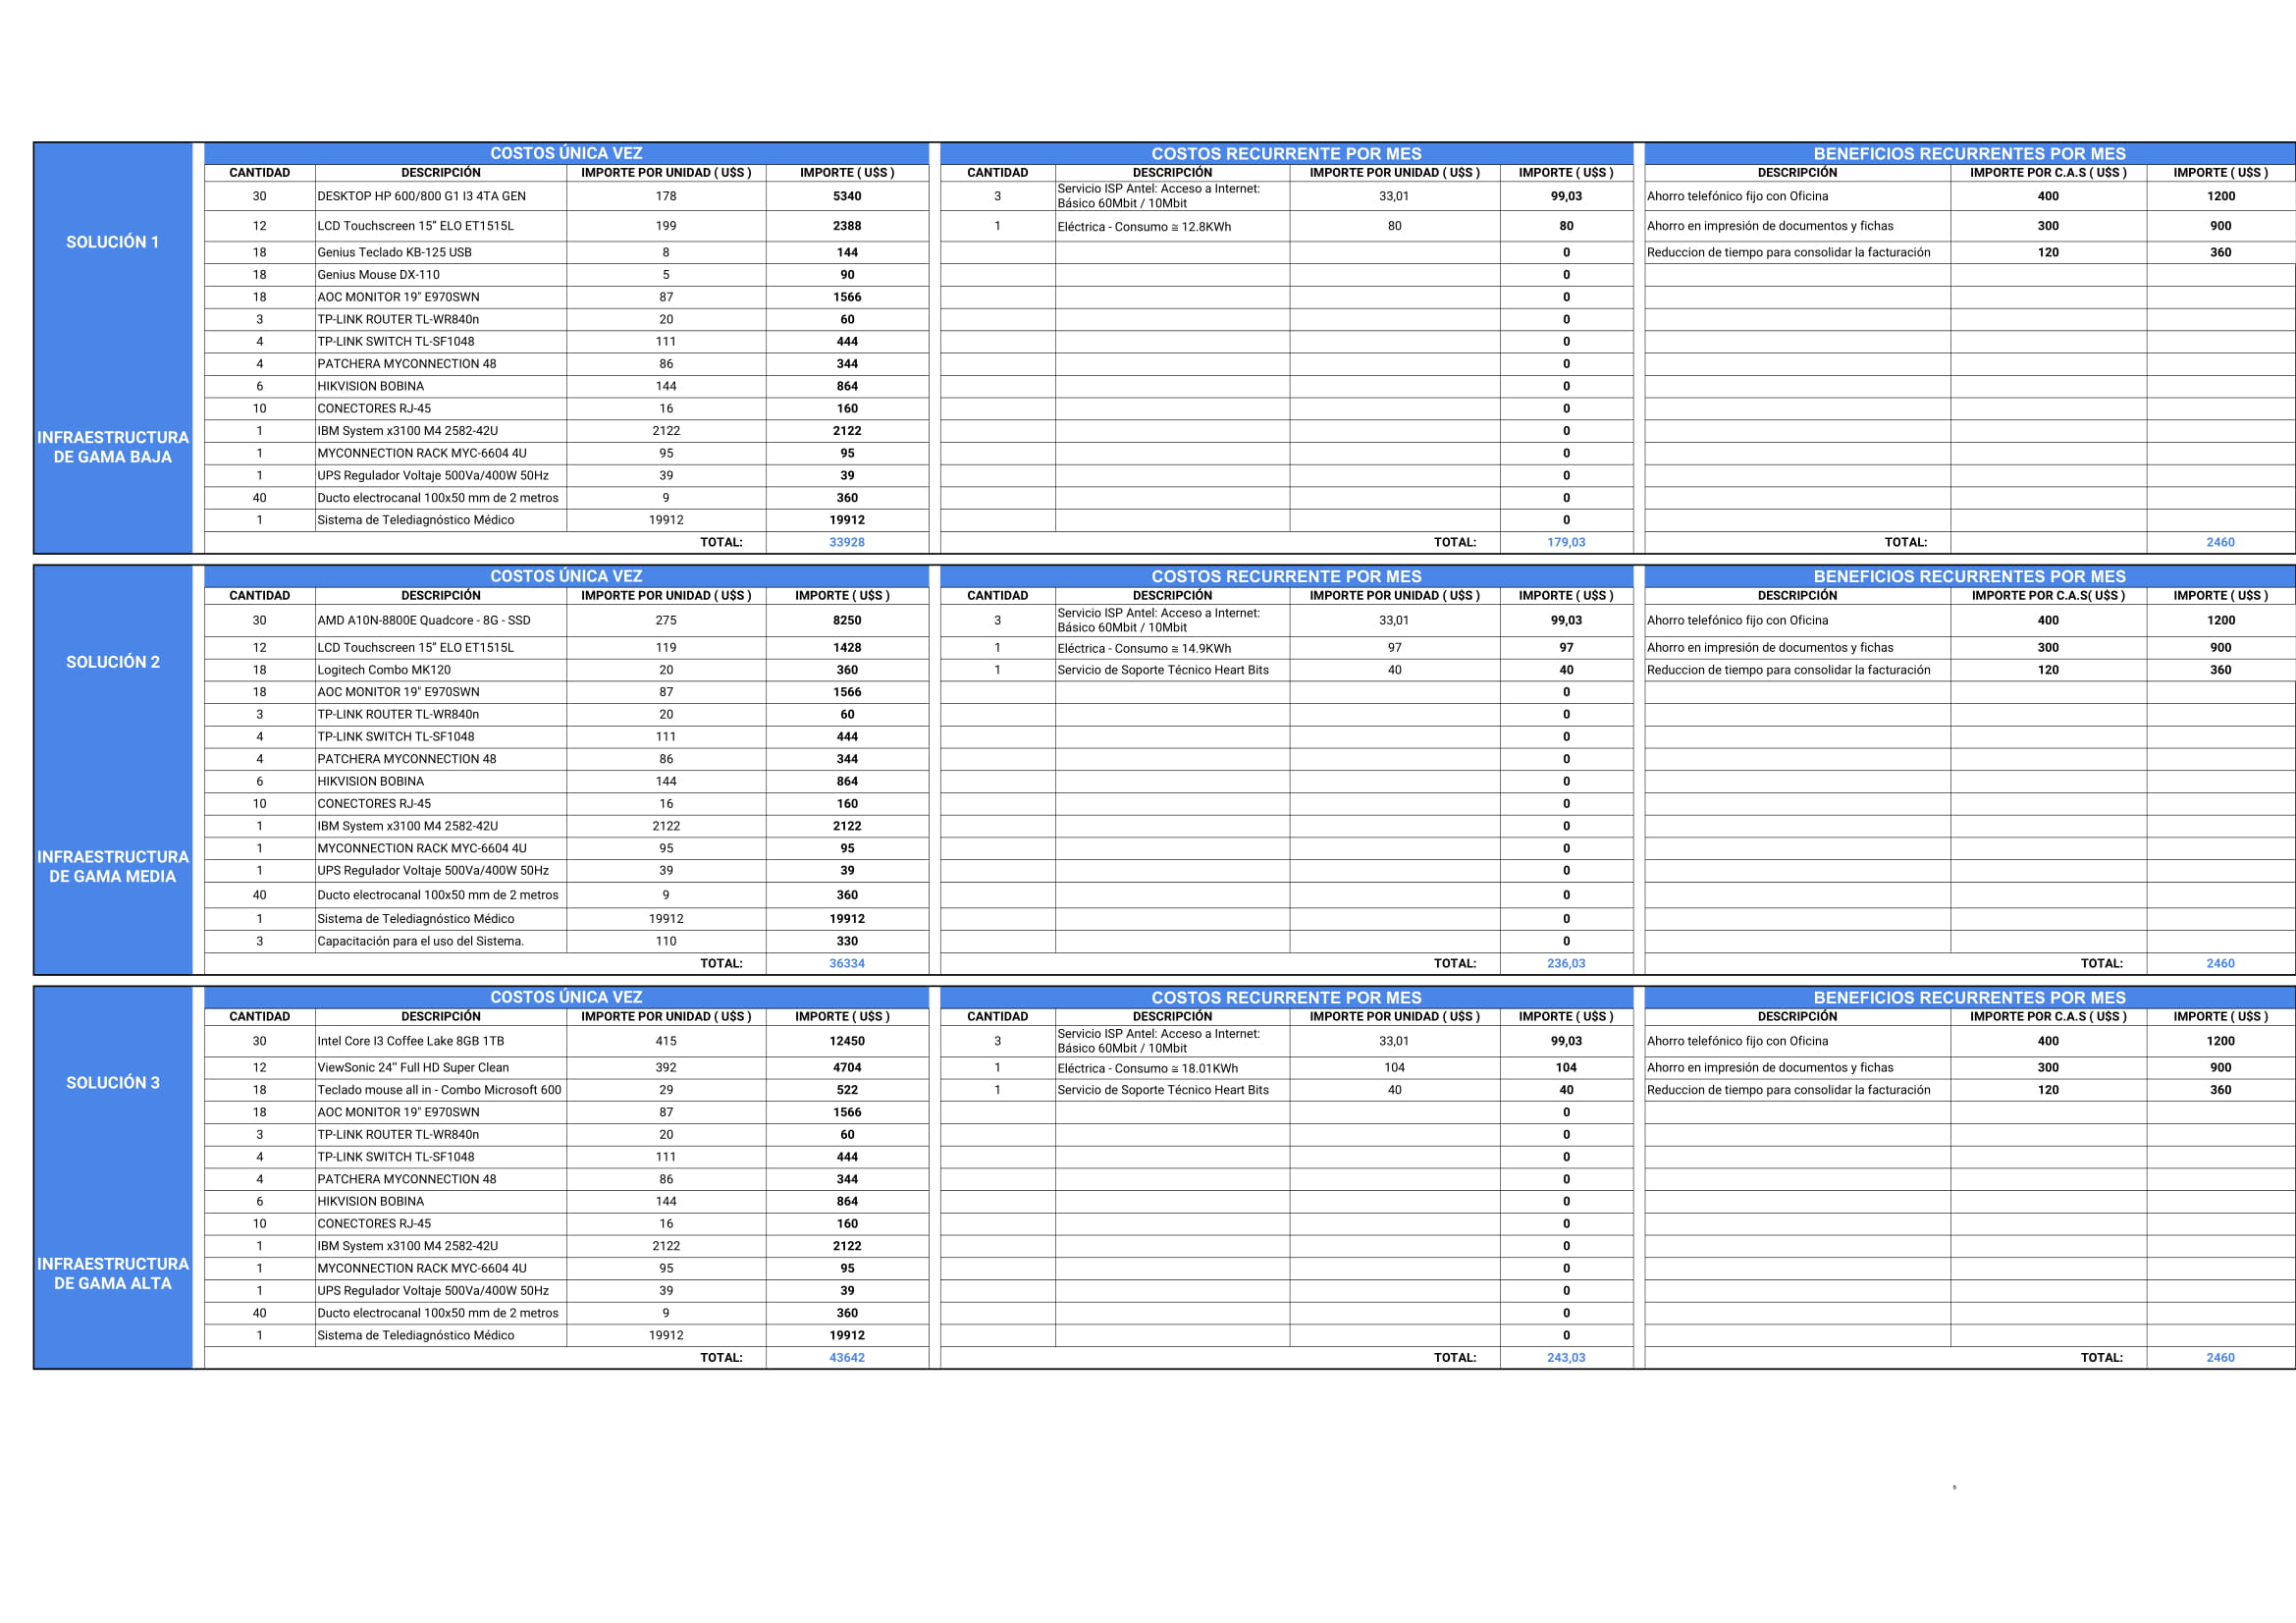 COSTOS ÚNICA VEZ COSTOS RECURRENTE POR MES BENEFICIOS RECURRENTES POR MES
CANTIDAD DESCRIPCIÓN IMPORTE POR UNIDAD ( U$S ) IMPORTE ( U$S ) CANTIDAD DESCRIPCIÓN IMPORTE POR UNIDAD ( U$S ) IMPORTE ( U$S ) DESCRIPCIÓN IMPORTE POR C.A.S ( U$S ) IMPORTE ( U$S )
30 DESKTOP HP 600/800 G1 I3 4TA GEN 178 5340 3 Servicio ISP Antel: Acceso a Internet: Básico 60Mbit / 10Mbit 33,01 99,03 Ahorro telefónico fijo con Oficina 400 1200
12 LCD Touchscreen 15” ELO ET1515L 199 2388 1 Eléctrica - Consumo ≅ 12.8KWh 80 80 Ahorro en impresión de documentos y fichas 300 900
SOLUCIÓN 1
18 Genius Teclado KB-125 USB 8 144 0 Reduccion de tiempo para consolidar la facturación 120 360
18 Genius Mouse DX-110 5 90 0
18 AOC MONITOR 19" E970SWN 87 1566 0
3 TP-LINK ROUTER TL-WR840n 20 60 0
4 TP-LINK SWITCH TL-SF1048 111 444 0
4 PATCHERA MYCONNECTION 48 86 344 0
6 HIKVISION BOBINA 144 864 0
10 CONECTORES RJ-45 16 160 0
INFRAESTRUCTURA
DE GAMA BAJA
1 IBM System x3100 M4 2582-42U 2122 2122 0
1 MYCONNECTION RACK MYC-6604 4U 95 95 0
1 UPS Regulador Voltaje 500Va/400W 50Hz 39 39 0
40 Ducto electrocanal 100x50 mm de 2 metros 9 360 0
1 Sistema de Telediagnóstico Médico 19912 19912 0
TOTAL: 33928 TOTAL: 179,03 TOTAL: 2460
COSTOS ÚNICA VEZ COSTOS RECURRENTE POR MES BENEFICIOS RECURRENTES POR MES
CANTIDAD DESCRIPCIÓN IMPORTE POR UNIDAD ( U$S ) IMPORTE ( U$S ) CANTIDAD DESCRIPCIÓN IMPORTE POR UNIDAD ( U$S ) IMPORTE ( U$S ) DESCRIPCIÓN IMPORTE POR C.A.S( U$S ) IMPORTE ( U$S )
30 AMD A10N-8800E Quadcore - 8G - SSD 275 8250 3 Servicio ISP Antel: Acceso a Internet: Básico 60Mbit / 10Mbit 33,01 99,03 Ahorro telefónico fijo con Oficina 400 1200
12 LCD Touchscreen 15” ELO ET1515L 119 1428 1 Eléctrica - Consumo ≅ 14.9KWh 97 97 Ahorro en impresión de documentos y fichas 300 900
SOLUCIÓN 2
18 Logitech Combo MK120 20 360 1 Servicio de Soporte Técnico Heart Bits 40 40 Reduccion de tiempo para consolidar la facturación 120 360
18 AOC MONITOR 19" E970SWN 87 1566 0
3 TP-LINK ROUTER TL-WR840n 20 60 0
4 TP-LINK SWITCH TL-SF1048 111 444 0
4 PATCHERA MYCONNECTION 48 86 344 0
6 HIKVISION BOBINA 144 864 0
10 CONECTORES RJ-45 16 160 0
1 IBM System x3100 M4 2582-42U 2122 2122 0
INFRAESTRUCTURA
DE GAMA MEDIA
1 MYCONNECTION RACK MYC-6604 4U 95 95 0
1 UPS Regulador Voltaje 500Va/400W 50Hz 39 39 0
40 Ducto electrocanal 100x50 mm de 2 metros 9 360 0
1 Sistema de Telediagnóstico Médico 19912 19912 0
3 Capacitación para el uso del Sistema. 110 330 0
TOTAL: 36334 TOTAL: 236,03 TOTAL: 2460
COSTOS ÚNICA VEZ COSTOS RECURRENTE POR MES BENEFICIOS RECURRENTES POR MES
CANTIDAD DESCRIPCIÓN IMPORTE POR UNIDAD ( U$S ) IMPORTE ( U$S ) CANTIDAD DESCRIPCIÓN IMPORTE POR UNIDAD ( U$S ) IMPORTE ( U$S ) DESCRIPCIÓN IMPORTE POR C.A.S ( U$S ) IMPORTE ( U$S )
30 Intel Core I3 Coffee Lake 8GB 1TB 415 12450 3 Servicio ISP Antel: Acceso a Internet: Básico 60Mbit / 10Mbit 33,01 99,03 Ahorro telefónico fijo con Oficina 400 1200
12 ViewSonic 24” Full HD Super Clean 392 4704 1 Eléctrica - Consumo ≅ 18.01KWh 104 104 Ahorro en impresión de documentos y fichas 300 900
SOLUCIÓN 3
18 Teclado mouse all in - Combo Microsoft 600 29 522 1 Servicio de Soporte Técnico Heart Bits 40 40 Reduccion de tiempo para consolidar la facturación 120 360
18 AOC MONITOR 19" E970SWN 87 1566 0
3 TP-LINK ROUTER TL-WR840n 20 60 0
4 TP-LINK SWITCH TL-SF1048 111 444 0
4 PATCHERA MYCONNECTION 48 86 344 0
6 HIKVISION BOBINA 144 864 0
10 CONECTORES RJ-45 16 160 0
1 IBM System x3100 M4 2582-42U 2122 2122 0
INFRAESTRUCTURA
DE GAMA ALTA
1 MYCONNECTION RACK MYC-6604 4U 95 95 0
1 UPS Regulador Voltaje 500Va/400W 50Hz 39 39 0
40 Ducto electrocanal 100x50 mm de 2 metros 9 360 0
1 Sistema de Telediagnóstico Médico 19912 19912 0
TOTAL: 43642 TOTAL: 243,03 TOTAL: 2460